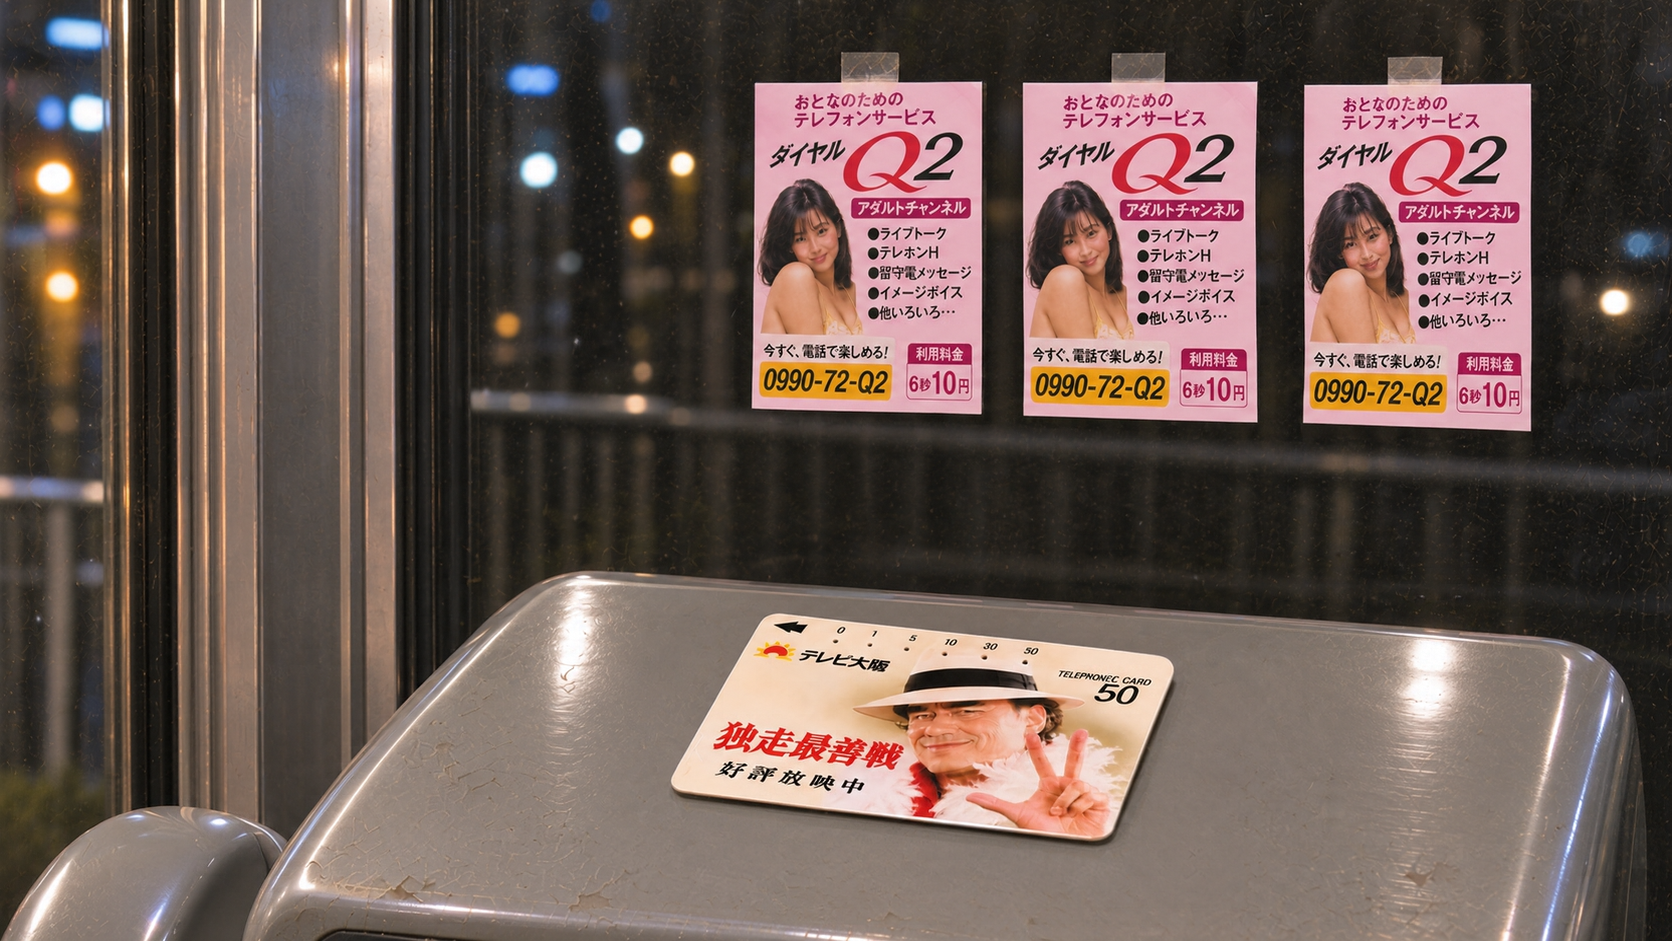 おとなのための
テレフォンサービス
ダイヤル Q2
アダルトチャンネル
●ライブトーク
●テレホンH
●留守電メッセージ
●イメージボイス
●他いろいろ…
今すぐ、電話で楽しめる!
0990-72-Q2
利用料金
6秒10円
おとなのための
テレフォンサービス
ダイヤル Q2
アダルトチャンネル
●ライブトーク
●テレホンH
●留守電メッセージ
●イメージボイス
●他いろいろ…
今すぐ、電話で楽しめる!
0990-72-Q2
利用料金
6秒10円
おとなのための
テレフォンサービス
ダイヤル Q2
アダルトチャンネル
●ライブトーク
●テレホンH
●留守電メッセージ
●イメージボイス
●他いろいろ…
今すぐ、電話で楽しめる!
0990-72-Q2
利用料金
6秒10円
0 1 5 10 30 50
テレビ大阪
TELEPNONEC CARD
50
独走最善戦
好評放映中